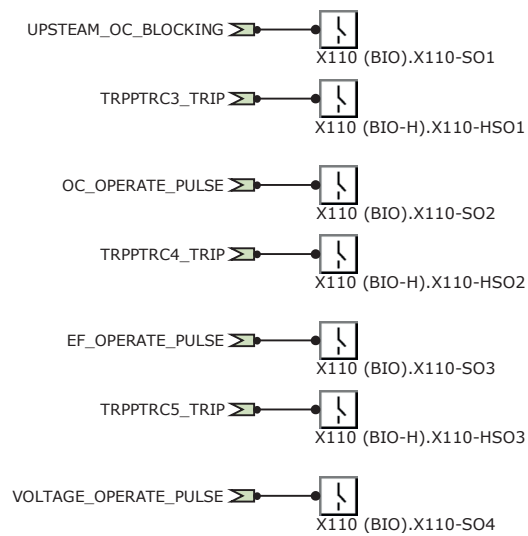 UPSTEAM_OC_BLOCKING
X110 (BIO).X110-SO1
TRPPTRC3_TRIP
X110 (BIO-H).X110-HSO1
OC_OPERATE_PULSE
X110 (BIO).X110-SO2
TRPPTRC4_TRIP
X110 (BIO-H).X110-HSO2
EF_OPERATE_PULSE
X110 (BIO).X110-SO3
TRPPTRC5_TRIP
X110 (BIO-H).X110-HSO3
VOLTAGE_OPERATE_PULSE
X110 (BIO).X110-SO4